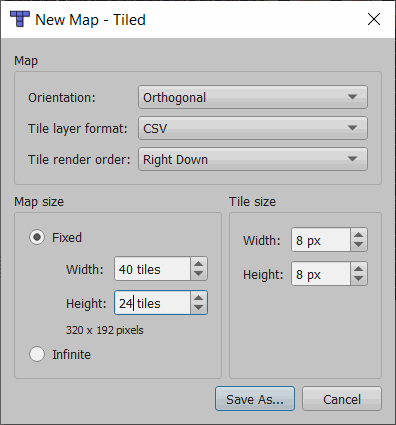 New Map - Tiled
Map
Orientation: Orthogonal
Tile layer format: CSV
Tile render order: Right Down
Map size
Fixed
Width: 40 tiles
Height: 24 tiles
320 x 192 pixels
Infinite
Tile size
Width: 8 px
Height: 8 px
Save As...
Cancel